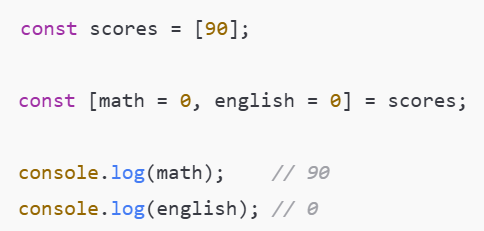 const scores = [90];
const [math = 0, english = 0] = scores;
console.log(math);    // 90
console.log(english); // 0